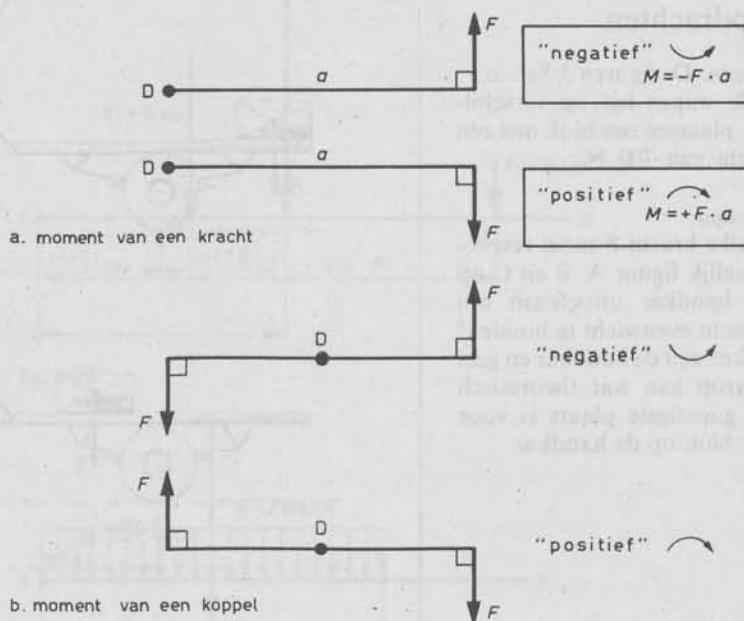 F
"negatief"
D a
M = -F · a
D a
"positief"
M = +F · a
F
a. moment van een kracht
F
D
"negatief"
F
F
D
"positief"
b. moment van een koppel
F